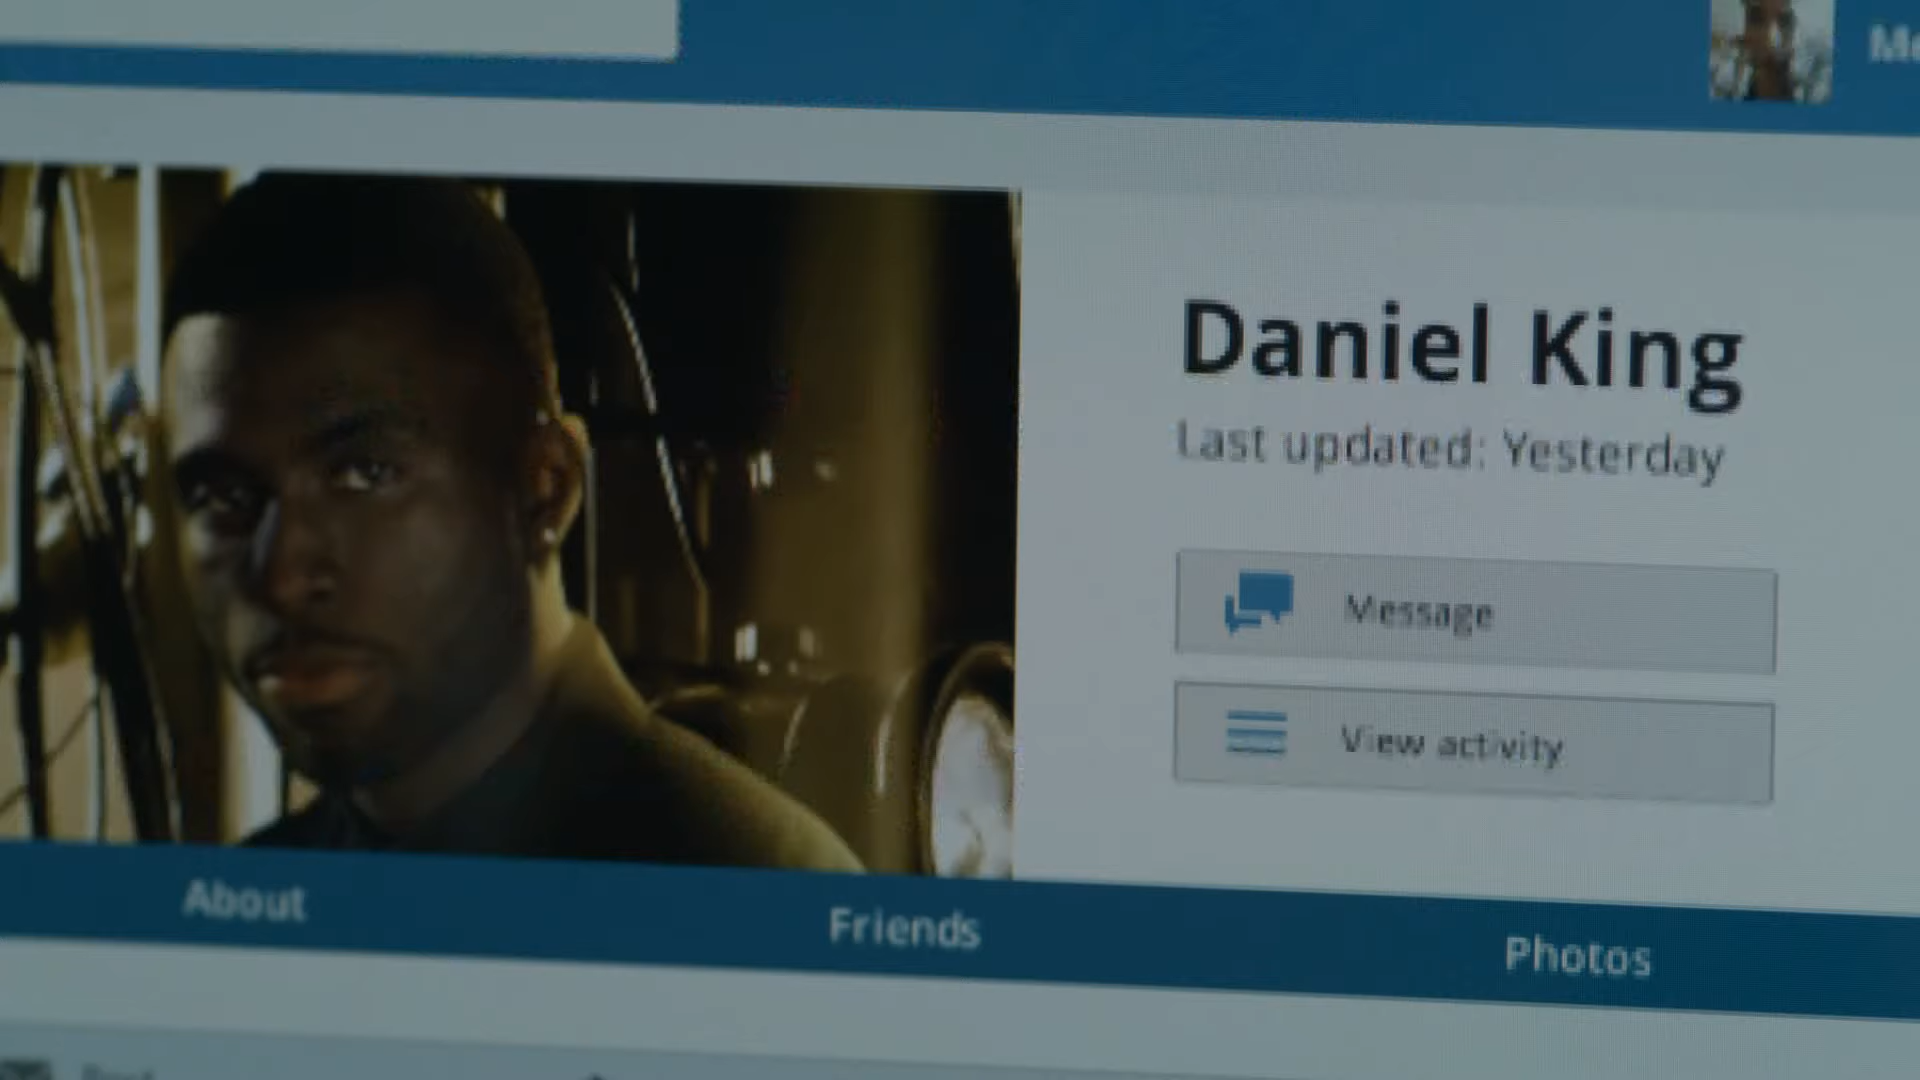 Daniel King
Last updated: Yesterday
Message
View activity
About
Friends
Photos